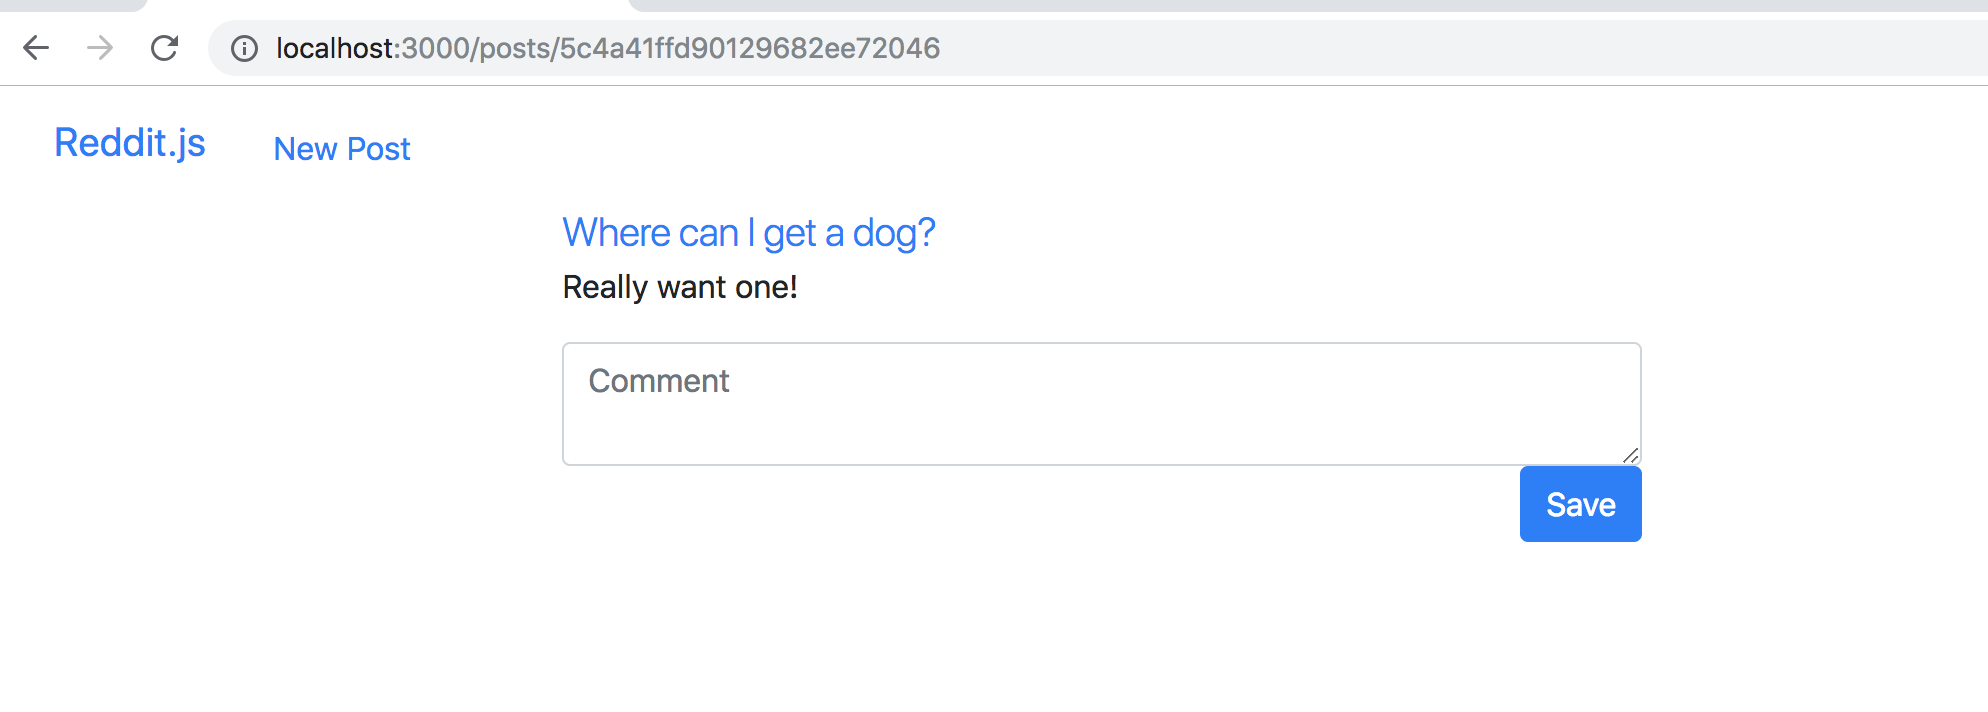 localhost:3000/posts/5c4a41ffd90129682ee72046
Reddit.js New Post
Where can I get a dog?
Really want one!
Comment
Save